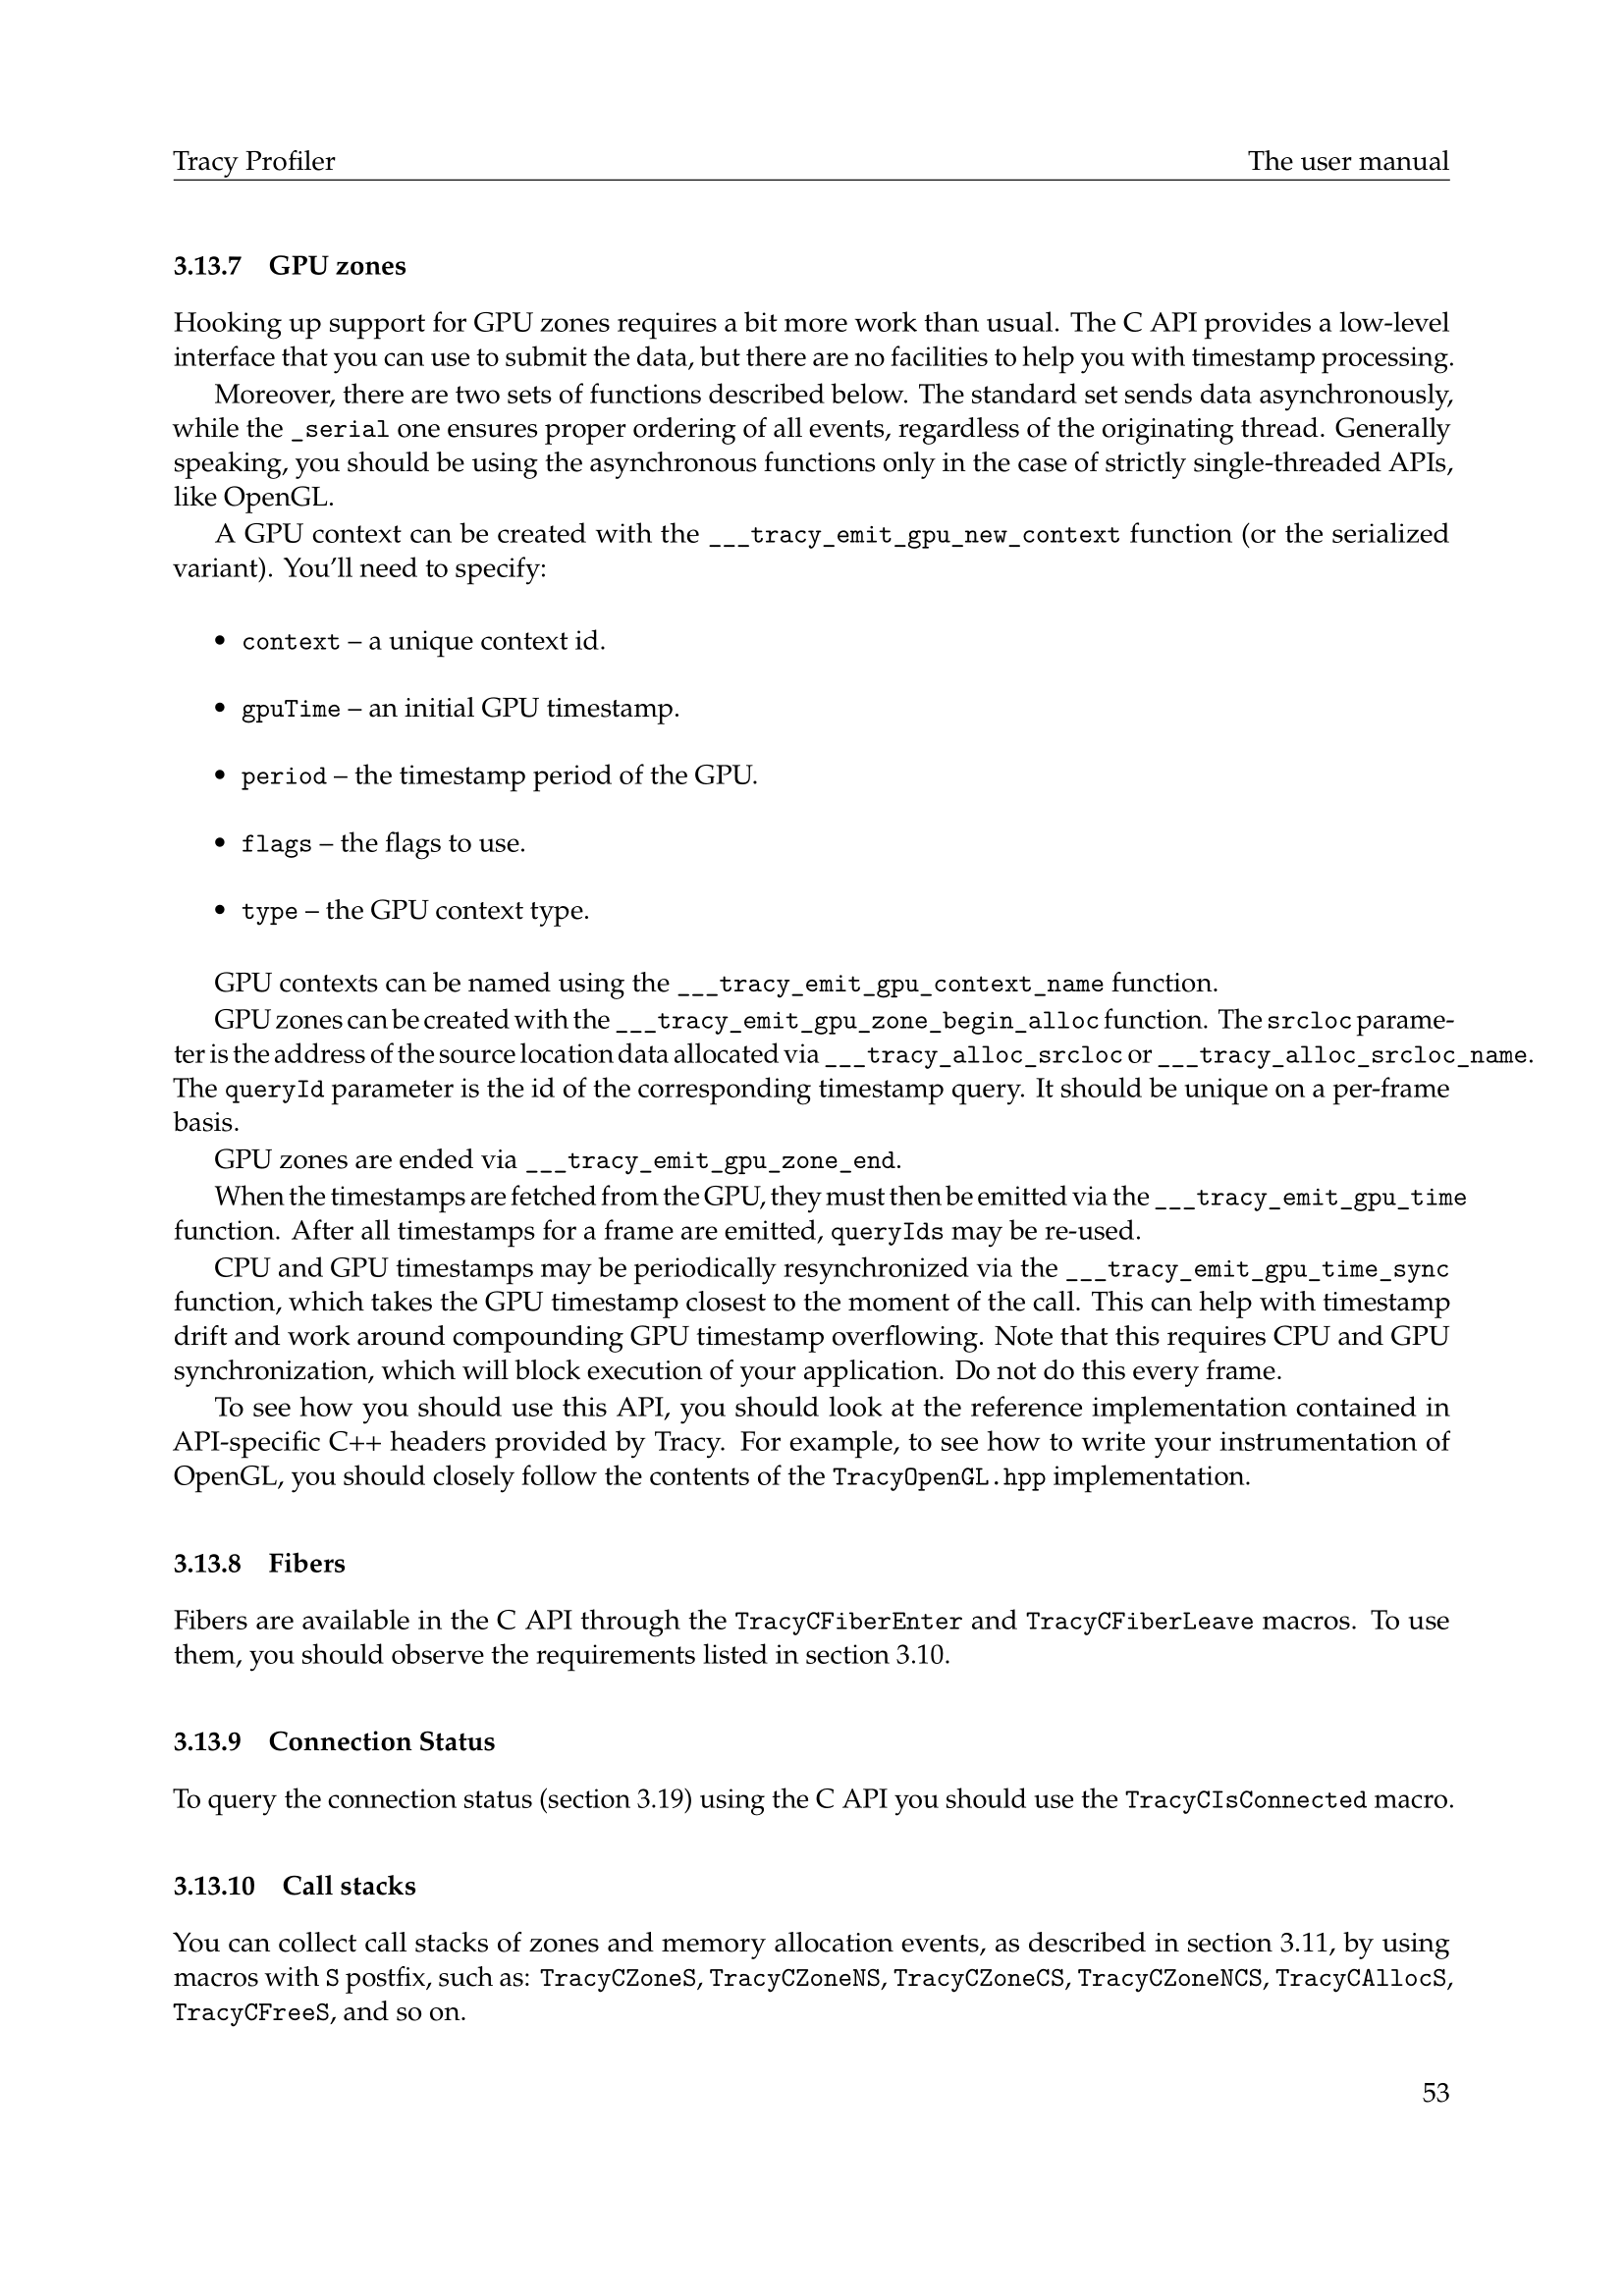 Tracy Profiler The user manual
3.13.7 GPU zones
Hooking up support for GPU zones requires a bit more work than usual. The C API provides a low-level
interface that you can use to submit the data, but there are no facilities to help you with timestamp processing.
Moreover, there are two sets of functions described below. The standard set sends data asynchronously,
while the _serial one ensures proper ordering of all events, regardless of the originating thread. Generally
speaking, you should be using the asynchronous functions only in the case of strictly single-threaded APIs,
like OpenGL.
A GPU context can be created with the ___tracy_emit_gpu_new_context function (or the serialized
variant). You'll need to specify:
• context – a unique context id.
• gpuTime – an initial GPU timestamp.
• period – the timestamp period of the GPU.
• flags – the flags to use.
• type – the GPU context type.
GPU contexts can be named using the ___tracy_emit_gpu_context_name function.
GPU zones can be created with the ___tracy_emit_gpu_zone_begin_alloc function. The srcloc parame-
ter is the address of the source location data allocated via ___tracy_alloc_srcloc or ___tracy_alloc_srcloc_name.
The queryId parameter is the id of the corresponding timestamp query. It should be unique on a per-frame
basis.
GPU zones are ended via ___tracy_emit_gpu_zone_end.
When the timestamps are fetched from the GPU, they must then be emitted via the ___tracy_emit_gpu_time
function. After all timestamps for a frame are emitted, queryIds may be re-used.
CPU and GPU timestamps may be periodically resynchronized via the ___tracy_emit_gpu_time_sync
function, which takes the GPU timestamp closest to the moment of the call. This can help with timestamp
drift and work around compounding GPU timestamp overflowing. Note that this requires CPU and GPU
synchronization, which will block execution of your application. Do not do this every frame.
To see how you should use this API, you should look at the reference implementation contained in
API-specific C++ headers provided by Tracy. For example, to see how to write your instrumentation of
OpenGL, you should closely follow the contents of the TracyOpenGL.hpp implementation.
3.13.8 Fibers
Fibers are available in the C API through the TracyCFiberEnter and TracyCFiberLeave macros. To use
them, you should observe the requirements listed in section 3.10.
3.13.9 Connection Status
To query the connection status (section 3.19) using the C API you should use the TracyCIsConnected macro.
3.13.10 Call stacks
You can collect call stacks of zones and memory allocation events, as described in section 3.11, by using
macros with S postfix, such as: TracyCZoneS, TracyCZoneNS, TracyCZoneCS, TracyCZoneNCS, TracyCAllocS,
TracyCFreeS, and so on.
53